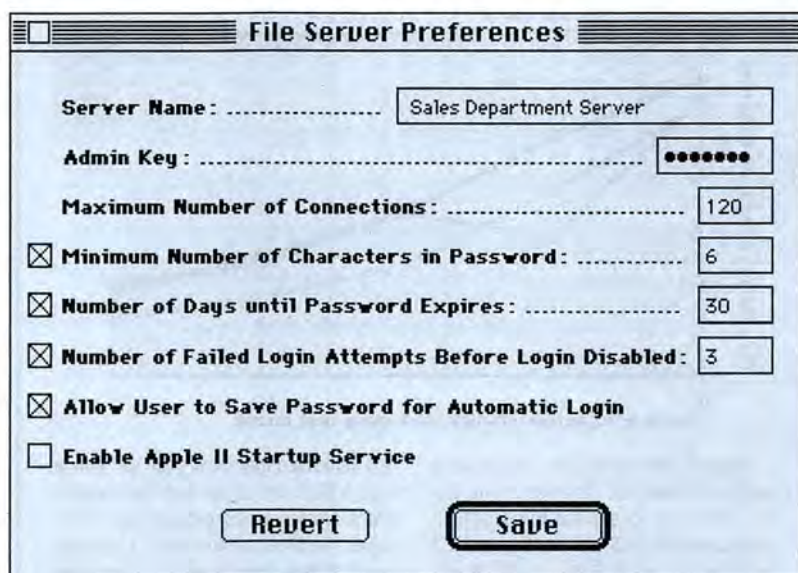 File Server Preferences
Server Name: .................... Sales Department Server
Admin Key: .......................................................... •••••••
Maximum Number of Connections: ............................... 120
Minimum Number of Characters in Password: .............. 6
Number of Days until Password Expires: .................... 30
Number of Failed Login Attempts Before Login Disabled: 3
Allow User to Save Password for Automatic Login
Enable Apple II Startup Service
Revert Save